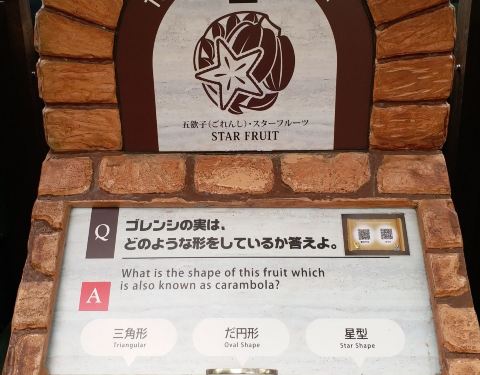 五歛子(ごれんし)・スターフルーツ
STAR FRUIT
Q
ゴレンシの実は、
どのような形をしているか答えよ。
What is the shape of this fruit which
is also known as carambola?
A
三角形
Triangular
だ円形
Oval Shape
星型
Star Shape